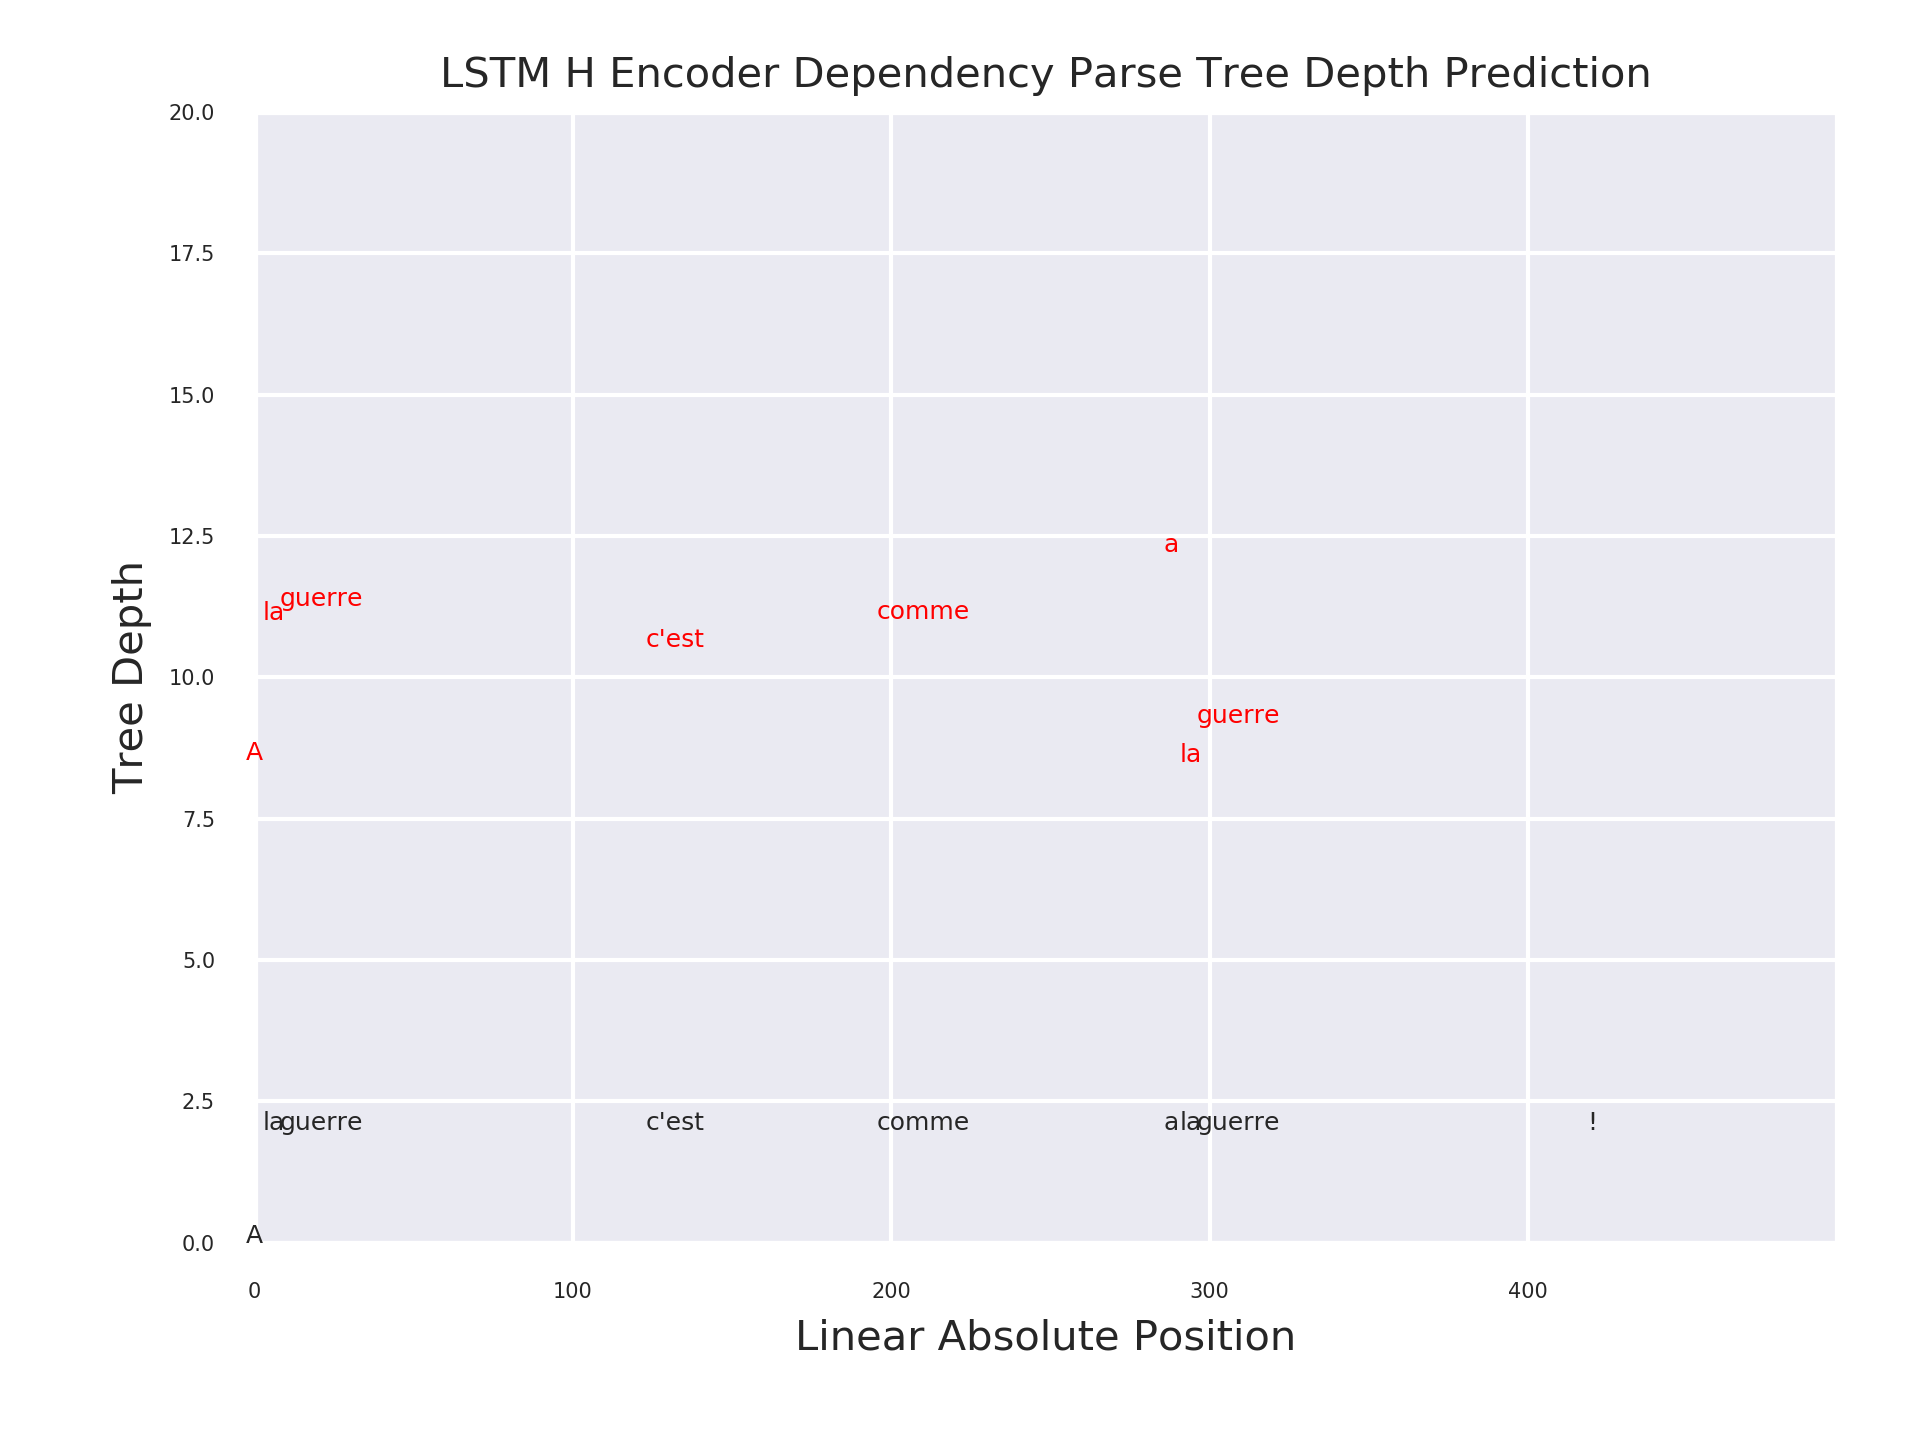 LSTM H Encoder Dependency Parse Tree Depth Prediction
20.0
17.5
15.0
12.5
10.0
7.5
5.0
2.5
0.0
Tree Depth
a
la guerre
comme
c'est
guerre
A
la
la guerre c'est comme a la guerre !
A
0 100 200 300 400
Linear Absolute Position